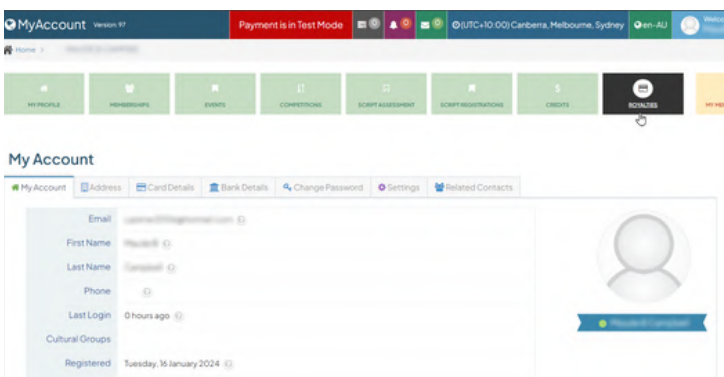 MyAccount Version 97 Payment is in Test Mode 0 0 0 (UTC+10:00) Canberra, Melbourne, Sydney en-AU
Home /
MY PROFILE MEMBERSHIPS EVENTS COMPETITIONS SCRIPT ASSESSMENT SCRIPT REGISTRATIONS CREDITS ROYALTIES
My Account
My Account Address Card Details Bank Details Change Password Settings Related Contacts
Email
First Name
Last Name
Phone
Last Login 0 hours ago
Cultural Groups
Registered Tuesday, 16 January 2024